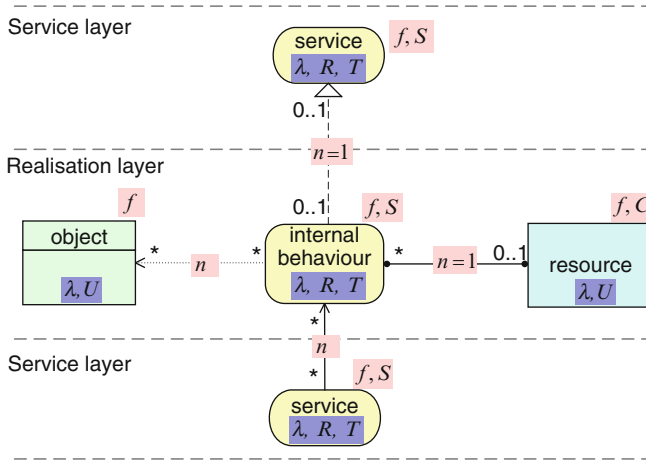 Service layer
service
f, S
λ, R, T
0..1
n=1
Realisation layer
0..1
f, S
f
f, C
object
* n *
internal
behaviour
* n=1 0..1
resource
λ,U
λ, R, T
λ,U
*
n
Service layer
*
f, S
service
λ, R, T